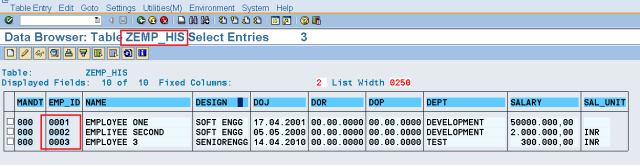 Table Entry Edit Goto Settings Utilities(M) Environment System Help
Data Browser: Table ZEMP_HIS Select Entries 3
Table: ZEMP_HIS
Displayed Fields: 10 of 10 Fixed Columns: 2 List Width 0250
MANDT EMP_ID NAME DESIGN DOJ DOR DOP DEPT SALARY SAL_UNIT
800 0001 EMPLOYEE ONE SOFT ENGG 17.04.2001 00.00.0000 00.00.0000 DEVELOPMENT 50000.000,00
800 0002 EMPLYIEE SECOND SOFT ENGG 05.05.2008 00.00.0000 00.00.0000 DEVELOPMENT 2.000.000,00 INR
800 0003 EMPLOYEE 3 SENIORENGG 14.04.2010 00.00.0000 00.00.0000 TEST 300.000,00 INR